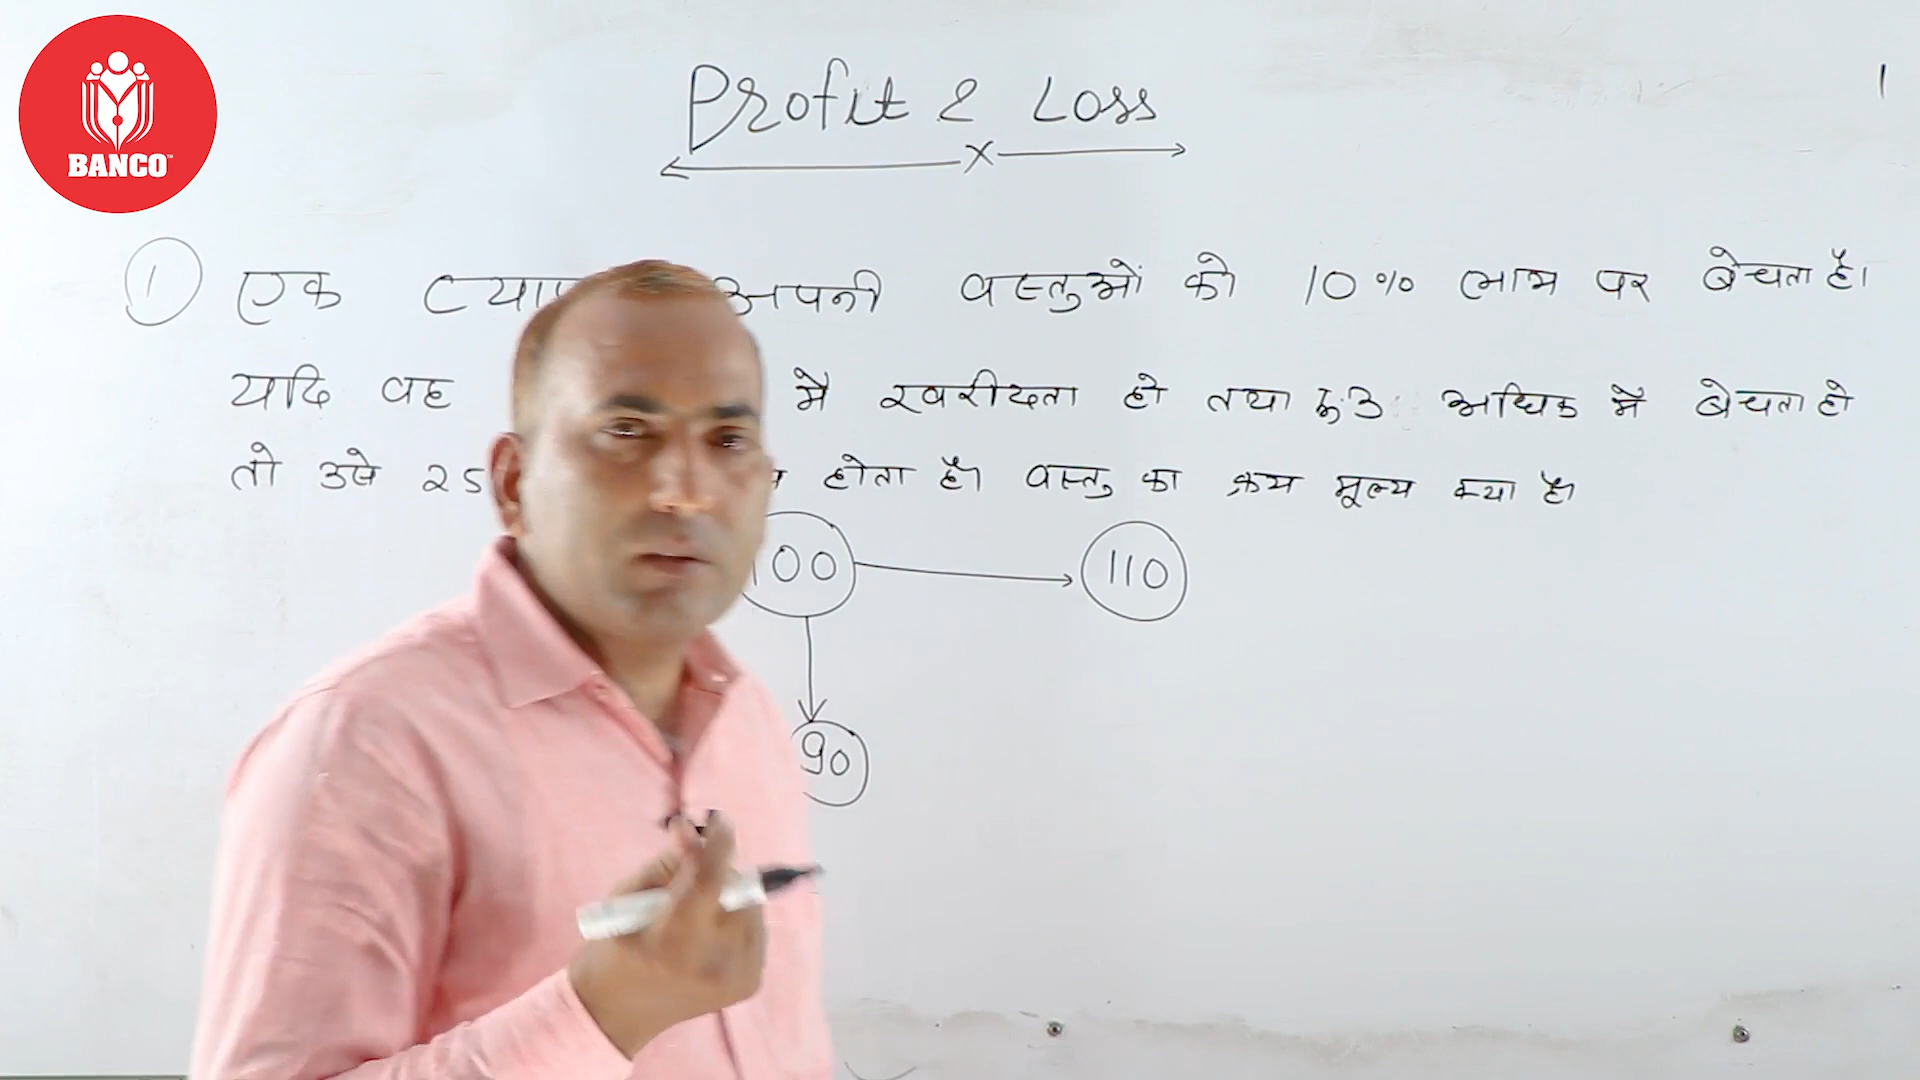 BANCO
Profit & Loss
1
① एक अपनी वस्तुओं को 10% लाभ पर बेचता है।
यदि वह में खरीदता हो तथा रु.3 अधिक में बेचता हो
तो उसे 25 होता है। वस्तु का क्रय मूल्य क्या है।
100 110
90